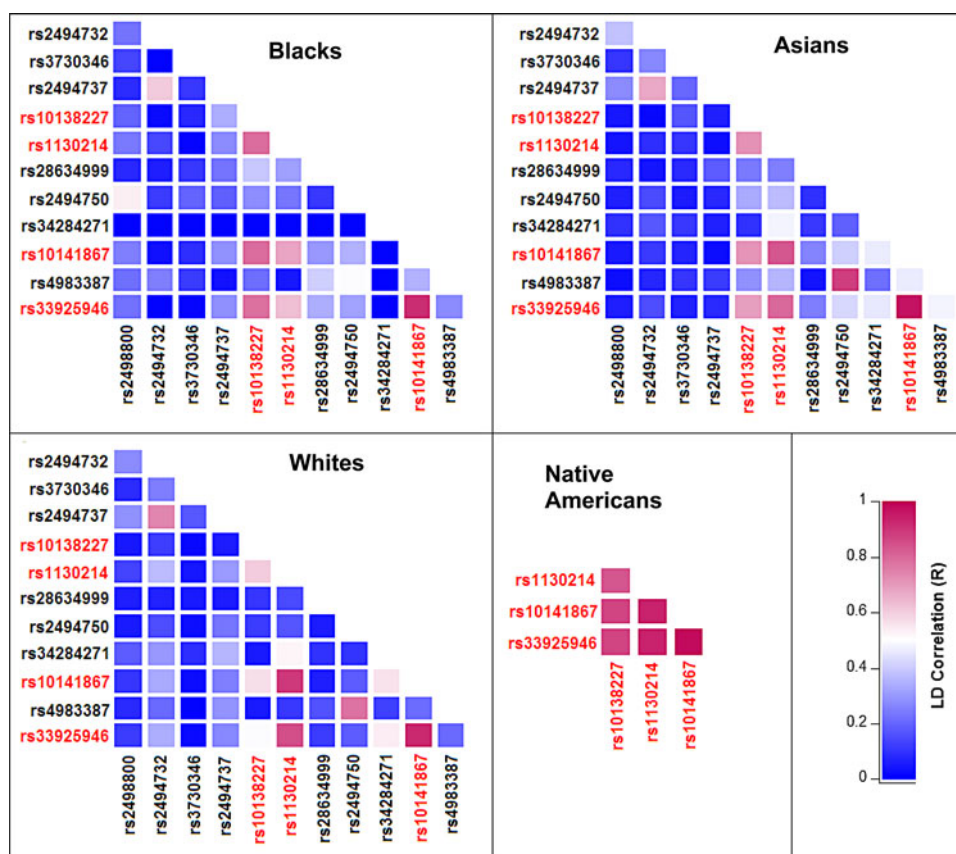 Blacks
rs2494732
rs3730346
rs2494737
rs10138227
rs1130214
rs28634999
rs2494750
rs34284271
rs10141867
rs4983387
rs33925946
rs2498800
rs2494732
rs3730346
rs2494737
rs10138227
rs1130214
rs28634999
rs2494750
rs34284271
rs10141867
rs4983387
Asians
rs2494732
rs3730346
rs2494737
rs10138227
rs1130214
rs28634999
rs2494750
rs34284271
rs10141867
rs4983387
rs33925946
rs2498800
rs2494732
rs3730346
rs2494737
rs10138227
rs1130214
rs28634999
rs2494750
rs34284271
rs10141867
rs4983387
Whites
rs2494732
rs3730346
rs2494737
rs10138227
rs1130214
rs28634999
rs2494750
rs34284271
rs10141867
rs4983387
rs33925946
rs2498800
rs2494732
rs3730346
rs2494737
rs10138227
rs1130214
rs28634999
rs2494750
rs34284271
rs10141867
rs4983387
Native
Americans
rs1130214
rs10141867
rs33925946
rs10138227
rs1130214
rs10141867
1
0.8
0.6
0.4
0.2
0
LD Correlation (R)